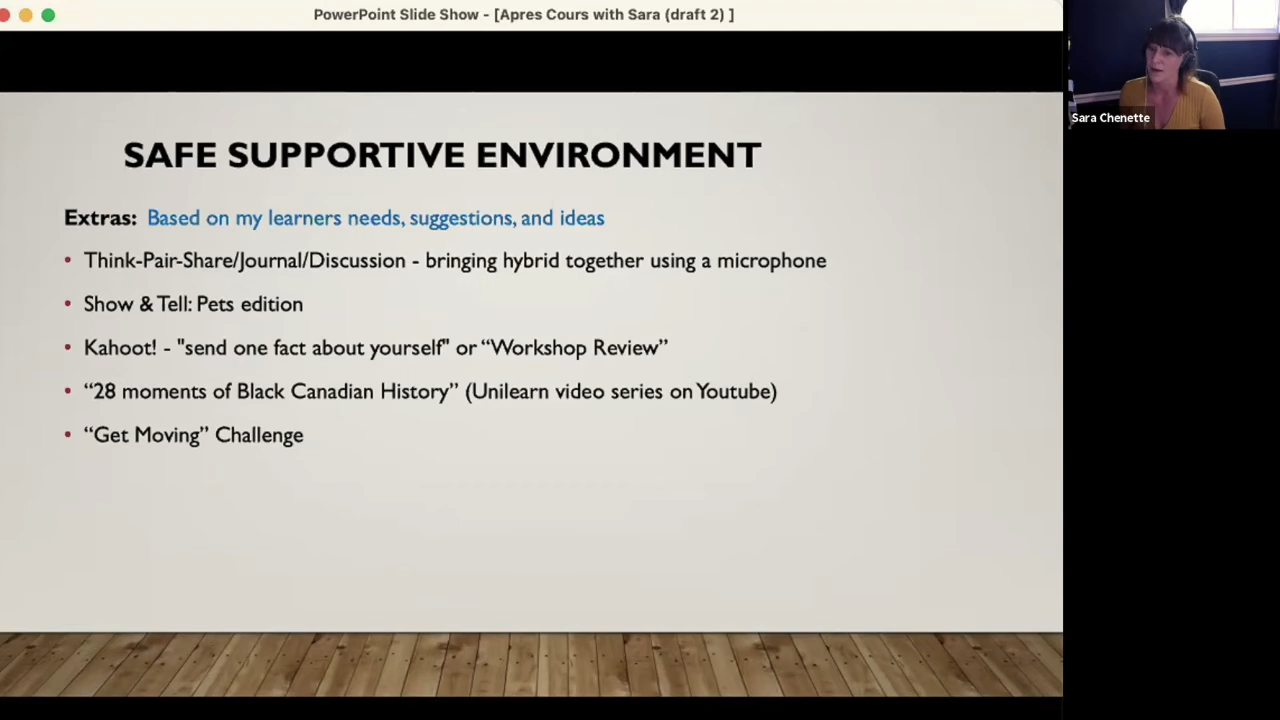 PowerPoint Slide Show - [Apres Cours with Sara (draft 2) ]
Sara Chenette
SAFE SUPPORTIVE ENVIRONMENT
Extras: Based on my learners needs, suggestions, and ideas
• Think-Pair-Share/Journal/Discussion - bringing hybrid together using a microphone
• Show & Tell: Pets edition
• Kahoot! - "send one fact about yourself" or “Workshop Review”
• “28 moments of Black Canadian History” (Unilearn video series on Youtube)
• “Get Moving” Challenge